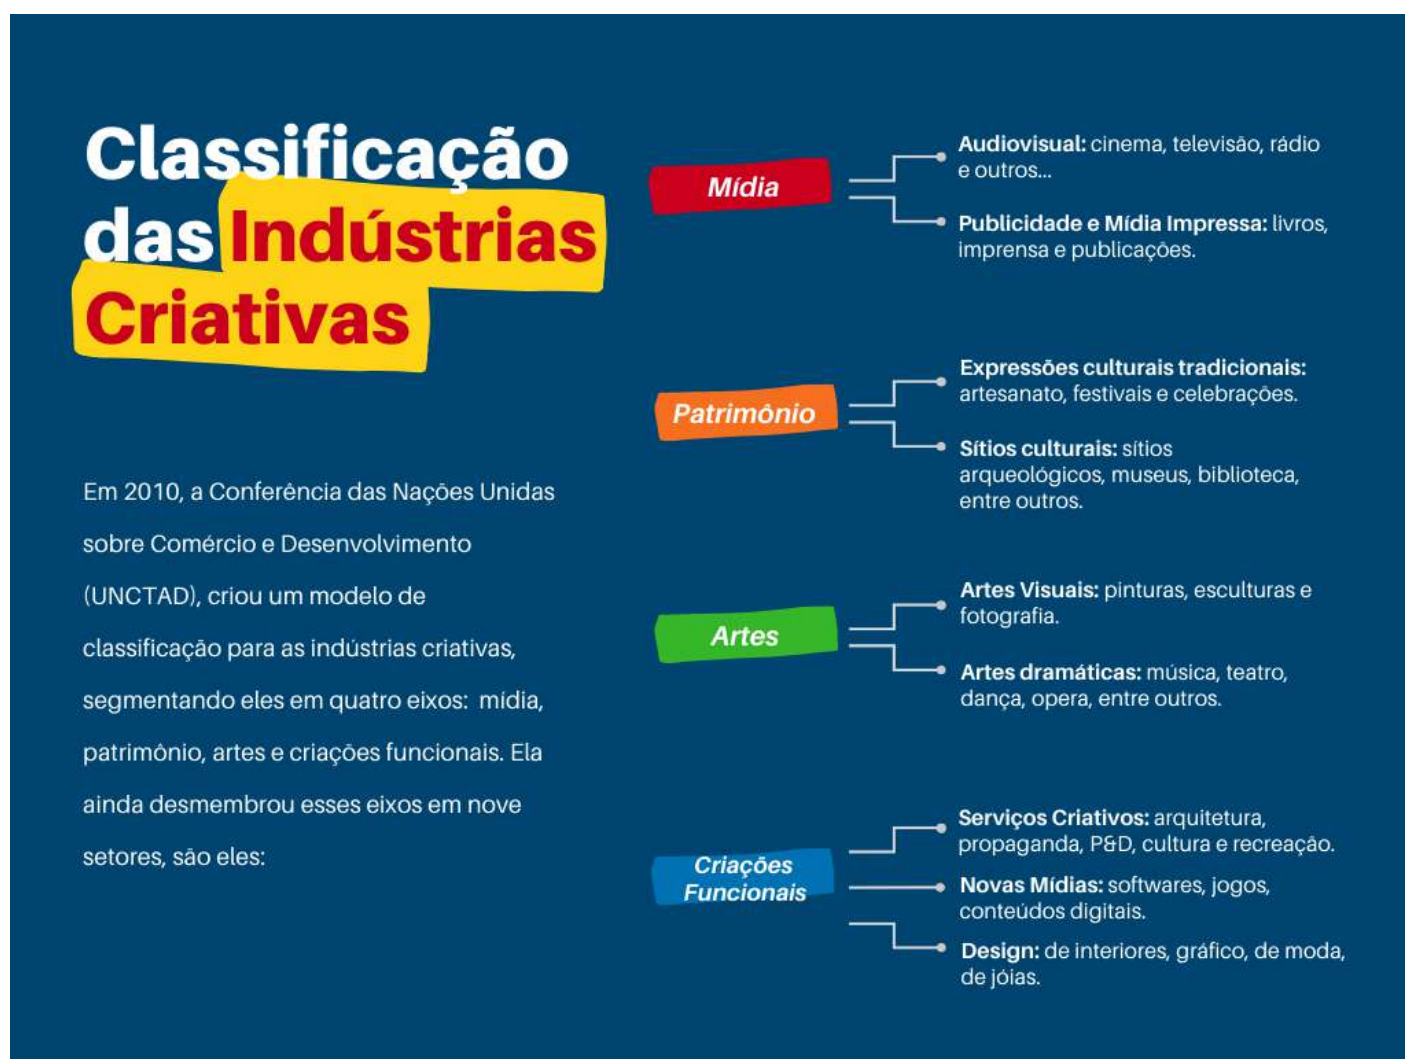 Classificação
das Indústrias
Criativas
Em 2010, a Conferência das Nações Unidas
sobre Comércio e Desenvolvimento
(UNCTAD), criou um modelo de
classificação para as indústrias criativas,
segmentando eles em quatro eixos:  mídia,
patrimônio, artes e criações funcionais. Ela
ainda desmembrou esses eixos em nove
setores, são eles:
Mídia
Audiovisual: cinema, televisão, rádio
e outros...
Publicidade e Mídia Impressa: livros,
imprensa e publicações.
Patrimônio
Expressões culturais tradicionais:
artesanato, festivais e celebrações.
Sítios culturais: sítios
arqueológicos, museus, biblioteca,
entre outros.
Artes
Artes Visuais: pinturas, esculturas e
fotografia.
Artes dramáticas: música, teatro,
dança, opera, entre outros.
Criações
Funcionais
Serviços Criativos: arquitetura,
propaganda, P&D, cultura e recreação.
Novas Mídias: softwares, jogos,
conteúdos digitais.
Design: de interiores, gráfico, de moda,
de jóias.